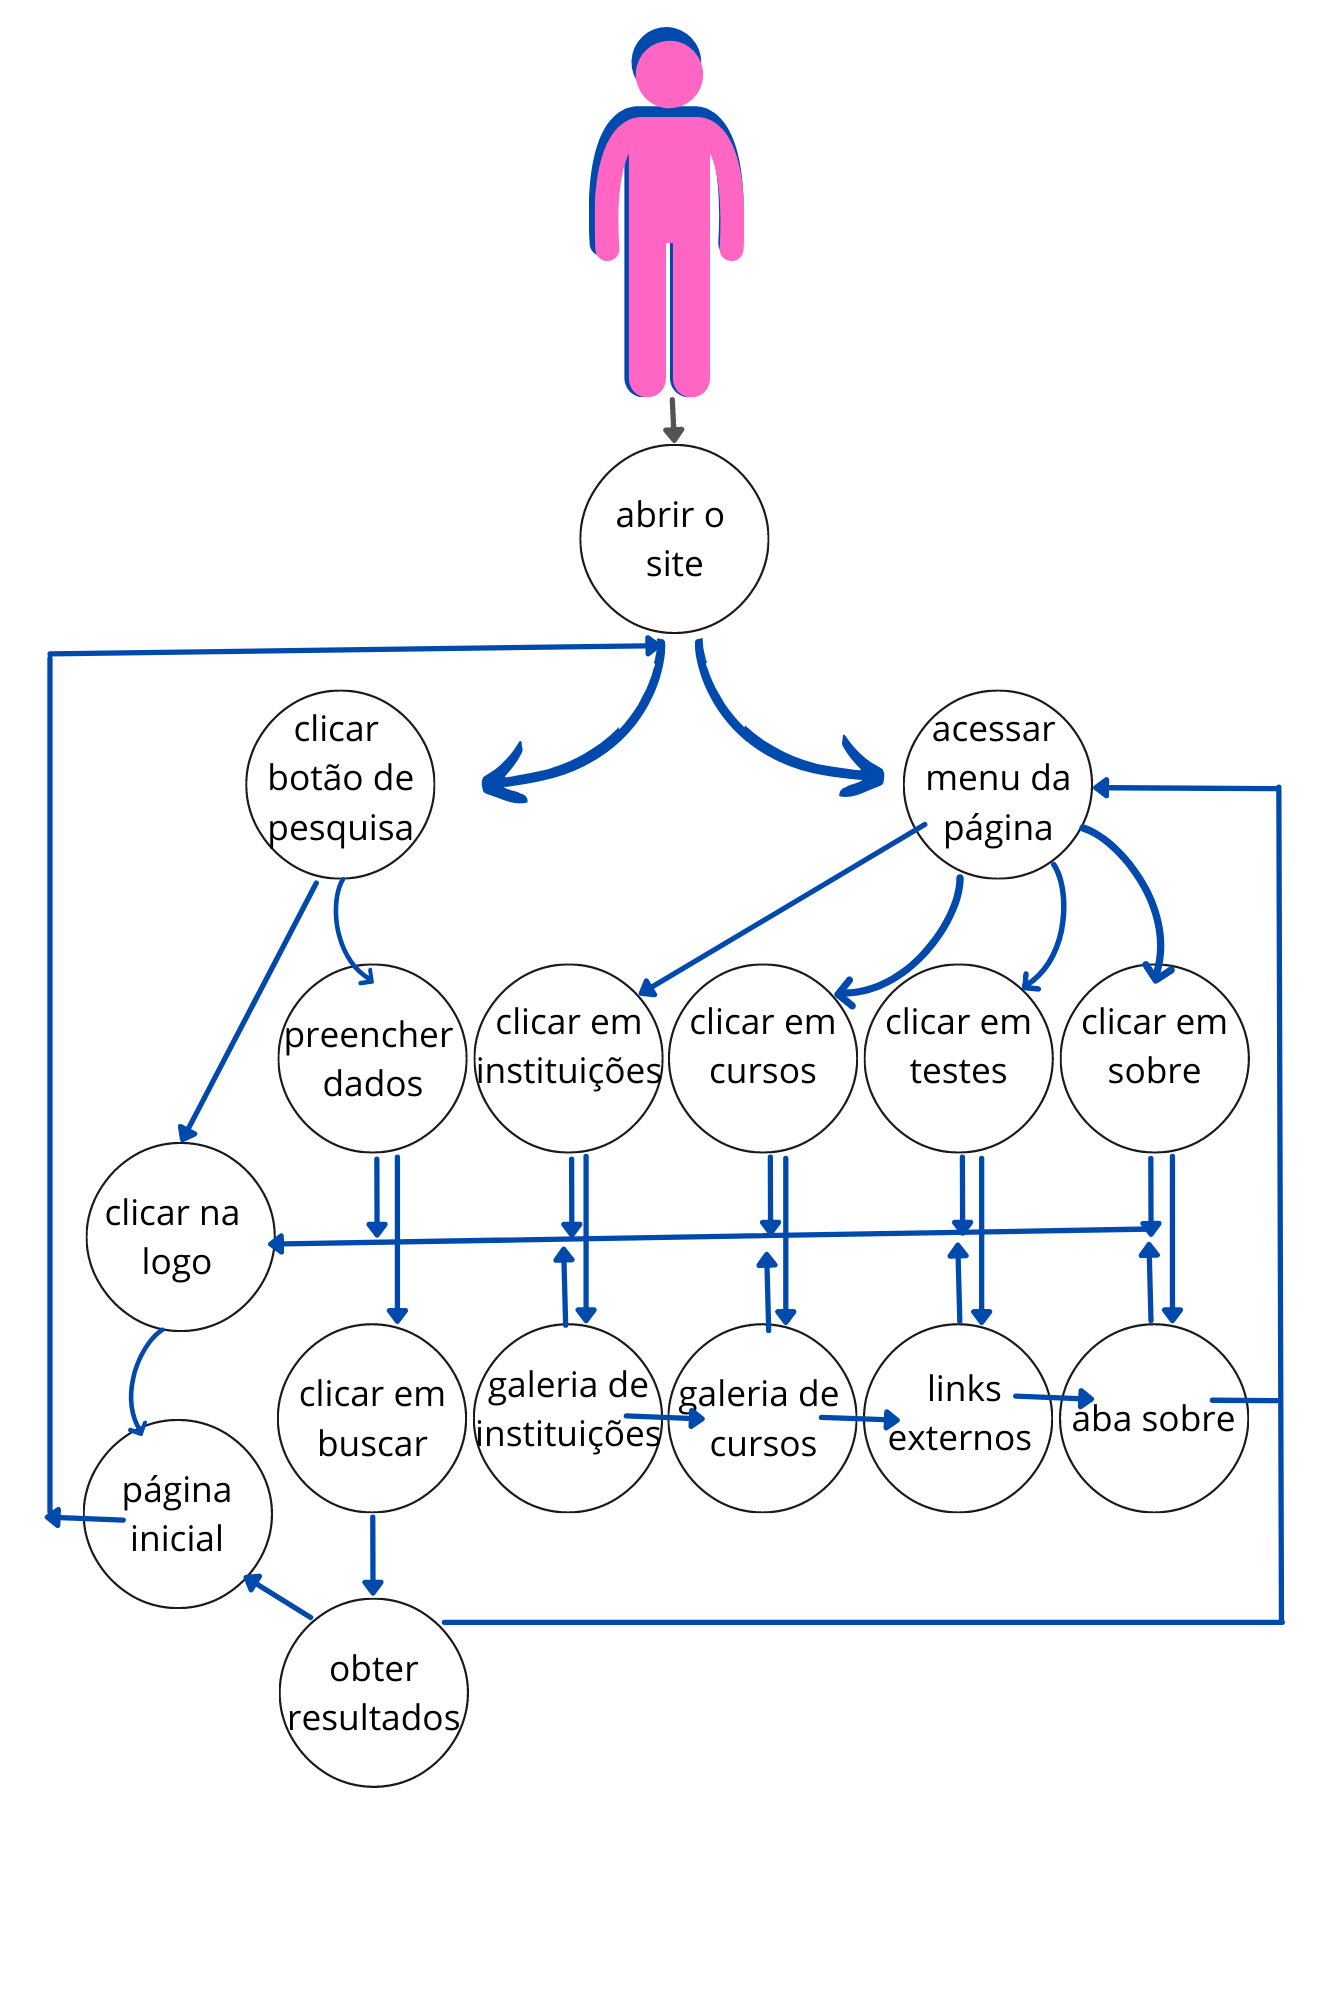 abrir o
site
clicar
botão de
pesquisa
acessar
menu da
página
preencher
dados
clicar em
instituições
clicar em
cursos
clicar em
testes
clicar em
sobre
clicar na
logo
clicar em
buscar
galeria de
instituições
galeria de
cursos
links
externos
aba sobre
página
inicial
obter
resultados